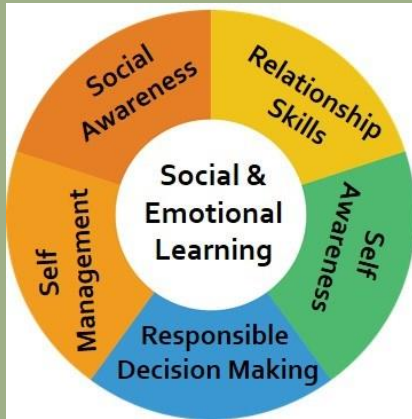 Social
Awareness
Relationship
Skills
Social &
Emotional
Learning
Self
Management
Self
Awareness
Responsible
Decision Making